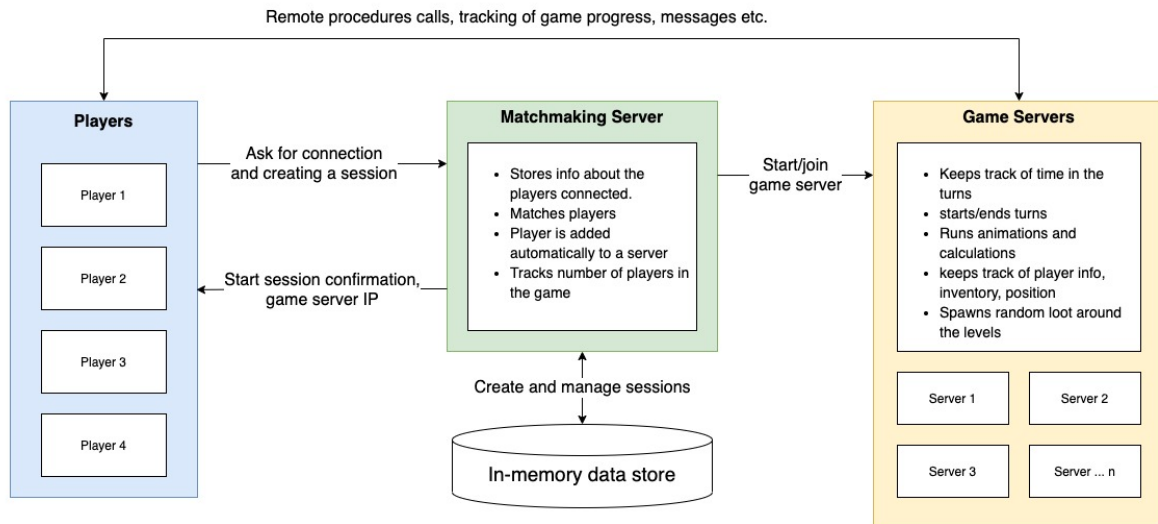 Remote procedures calls, tracking of game progress, messages etc.
Players
Player 1
Player 2
Player 3
Player 4
Ask for connection
and creating a session
Start session confirmation,
game server IP
Matchmaking Server
• Stores info about the
players connected.
• Matches players
• Player is added
automatically to a server
• Tracks number of players in
the game
Create and manage sessions
In-memory data store
Start/join
game server
Game Servers
• Keeps track of time in the
turns
• starts/ends turns
• Runs animations and
calculations
• keeps track of player info,
inventory, position
• Spawns random loot around
the levels
Server 1
Server 2
Server 3
Server ... n